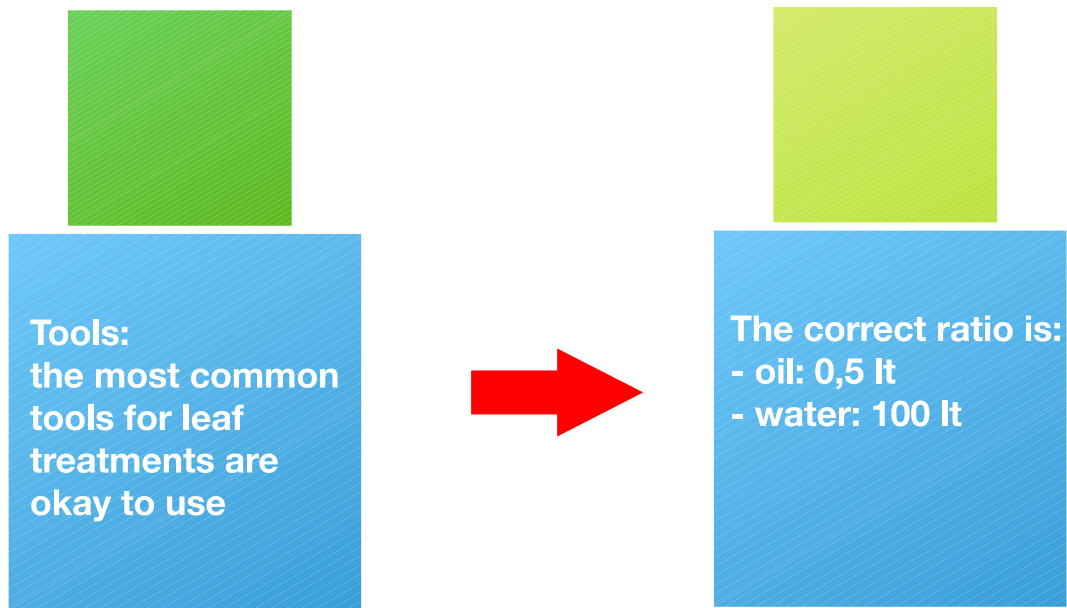 Tools:
the most common
tools for leaf
treatments are
okay to use
The correct ratio is:
- oil: 0,5 lt
- water: 100 lt